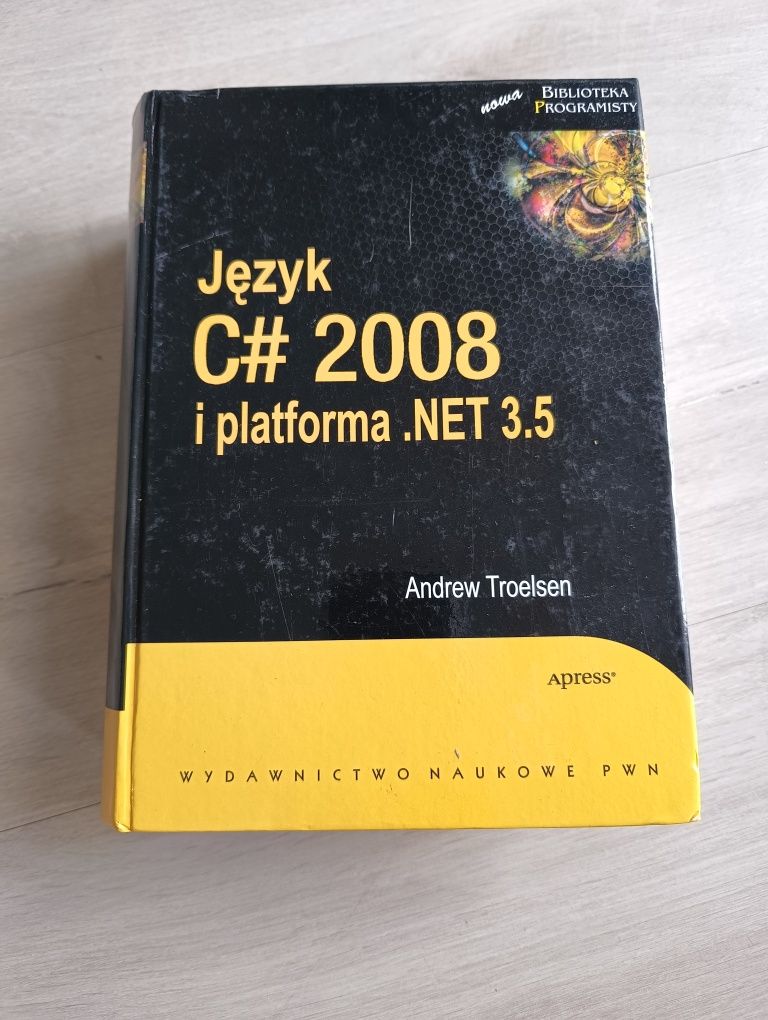 nowa BIBLIOTEKA
PROGRAMISTY
Język
C# 2008
i platforma .NET 3.5
Andrew Troelsen
Apress®
WYDAWNICTWO NAUKOWE PWN